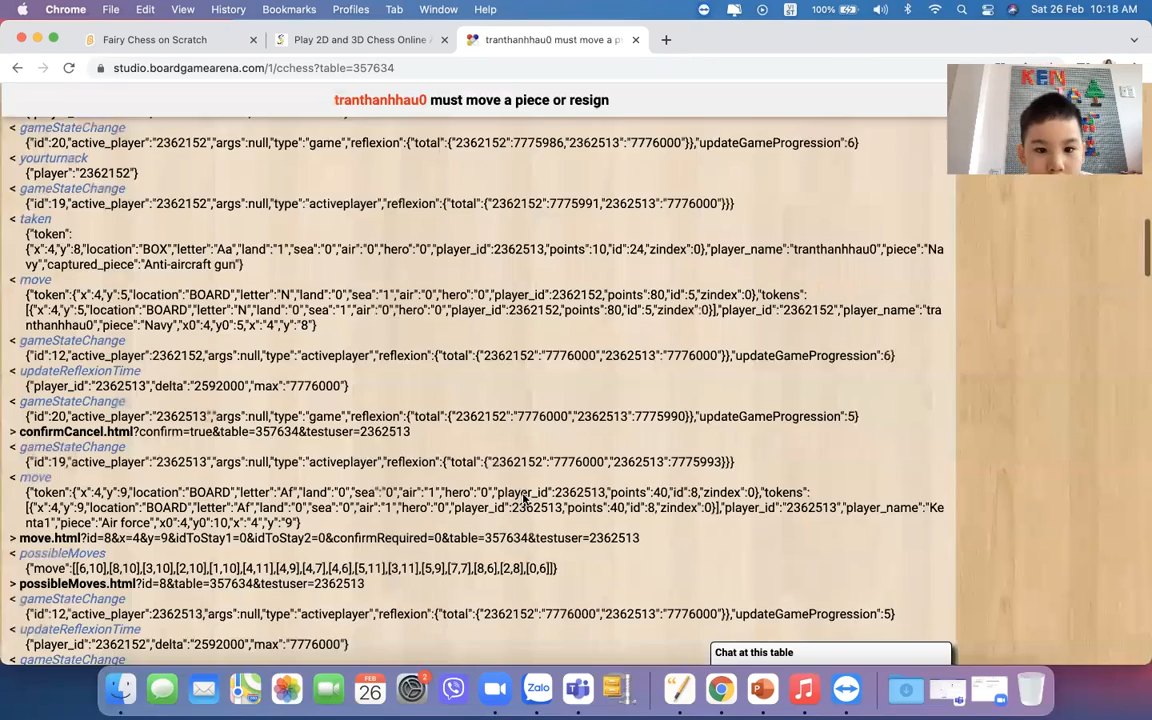 Chrome File Edit View History Bookmarks Profiles Tab Window Help 100% Sat 26 Feb 10:18 AM
Fairy Chess on Scratch Play 2D and 3D Chess Online tranthanhhau0 must move a p
studio.boardgamearena.com/1/cchess?table=357634
KEN
tranthanhhau0 must move a piece or resign
< gameStateChange
{"id":20,"active_player":"2362152","args":null,"type":"game","reflexion":{"total":{"2362152":"7775986,"2362513":"7776000"}},"updateGameProgression":6}
< yourturnack
{"player":"2362152"}
< gameStateChange
{"id":19,"active_player":"2362152","args":null,"type":"activeplayer","reflexion":{"total":{"2362152":7775991,"2362513":"7776000"}}}
< taken
{"token":
{"x":4,"y":8,"location":"BOX","letter":"Aa","land":"1","sea":"0","air":"0","hero":"0","player_id":2362513,"points":10,"id":24,"zindex":0},"player_name":"tranthanhhau0","piece":"Na
vy","captured_piece":"Anti-aircraft gun"}
< move
{"token":{"x":4,"y":5,"location":"BOARD","letter":"N","land":"0","sea":"1","air":"0","hero":"0","player_id":2362152,"points":80,"id":5,"zindex":0},"tokens":
[{"x":4,"y":5,"location":"BOARD","letter":"N","land":"0","sea":"1","air":"0","hero":"0","player_id":2362152,"points":80,"id":5,"zindex":0}],"player_id":"2362152","player_name":"tra
nthanhhau0","piece":"Navy","x0":4,"y0":5,"x":"4","y":"8"}
< gameStateChange
{"id":12,"active_player":2362152,"args":null,"type":"activeplayer","reflexion":{"total":{"2362152":"7776000","2362513":"7776000"}},"updateGameProgression":6}
< updateReflexionTime
{"player_id":"2362513","delta":"2592000","max":"7776000"}
< gameStateChange
{"id":20,"active_player":"2362513","args":null,"type":"game","reflexion":{"total":{"2362152":"7776000","2362513":7775990}},"updateGameProgression":5}
> confirmCancel.html?confirm=true&table=357634&testuser=2362513
< gameStateChange
{"id":19,"active_player":"2362513","args":null,"type":"activeplayer","reflexion":{"total":{"2362152":"7776000","2362513":7775993}}}
< move
{"token":{"x":4,"y":9,"location":"BOARD","letter":"Af","land":"0","sea":"0","air":"1","hero":"0","player_id":2362513,"points":40,"id":8,"zindex":0},"tokens":
[{"x":4,"y":9,"location":"BOARD","letter":"Af","land":"0","sea":"0","air":"1","hero":"0","player_id":2362513,"points":40,"id":8,"zindex":0}],"player_id":"2362513","player_name":"Ke
nta1","piece":"Air force","x0":4,"y0":10,"x":"4","y":"9"}
> move.html?id=8&x=4&y=9&idToStay1=0&idToStay2=0&confirmRequired=0&table=357634&testuser=2362513
< possibleMoves
{"move":[[6,10],[8,10],[3,10],[2,10],[1,10],[4,11],[4,9],[4,7],[4,6],[5,11],[3,11],[5,9],[7,7],[8,6],[2,8],[0,6]]}
> possibleMoves.html?id=8&table=357634&testuser=2362513
< gameStateChange
{"id":12,"active_player":2362513,"args":null,"type":"activeplayer","reflexion":{"total":{"2362152":"7776000","2362513":"7776000"}},"updateGameProgression":5}
< updateReflexionTime
{"player_id":"2362152","delta":"2592000","max":"7776000"}
< gameStateChange
Chat at this table
FEB
26
2
Zalo